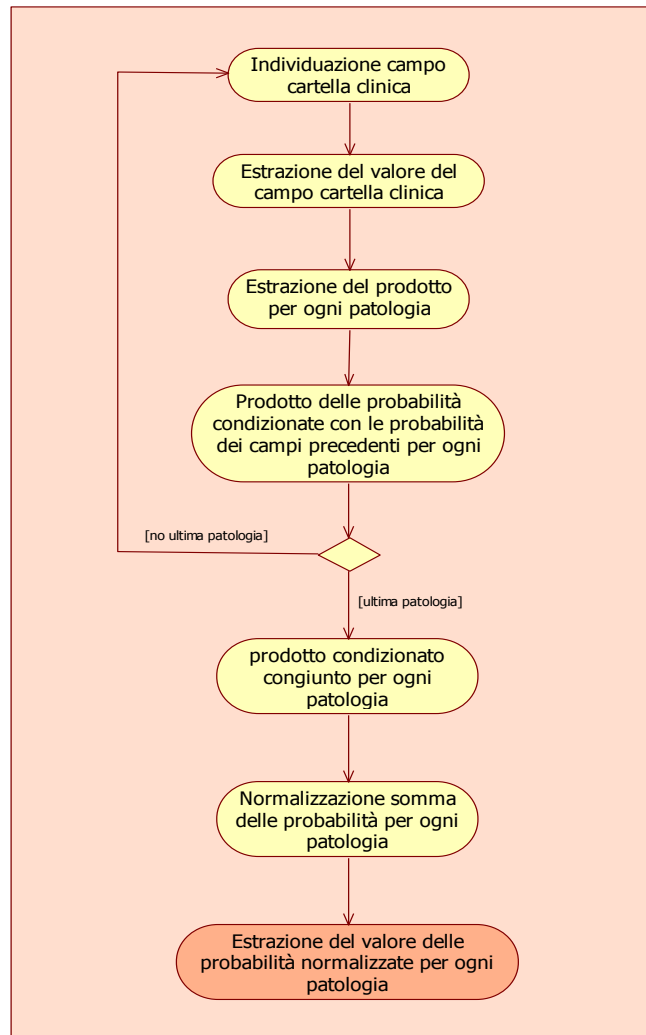 Individuazione campo
cartella clinica
Estrazione del valore del
campo cartella clinica
Estrazione del prodotto
per ogni patologia
Prodotto delle probabilità
condizionate con le probabilità
dei campi precedenti per ogni
patologia
[no ultima patologia]
[ultima patologia]
prodotto condizionato
congiunto per ogni
patologia
Normalizzazione somma
delle probabilità per ogni
patologia
Estrazione del valore delle
probabilità normalizzate per ogni
patologia